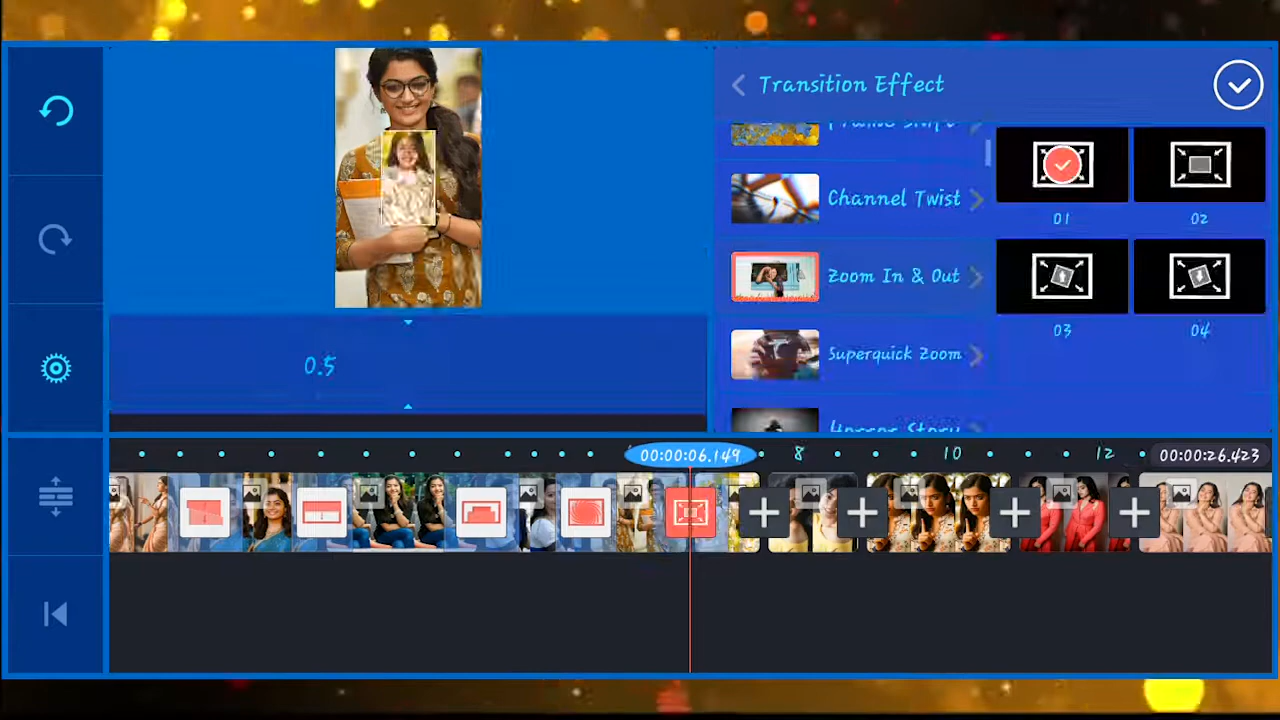 Transition Effect
Channel Twist
01
02
Zoom In & Out
03
04
Superquick Zoom
0.5
00:00:06.149
8
10
12
00:00:26.423